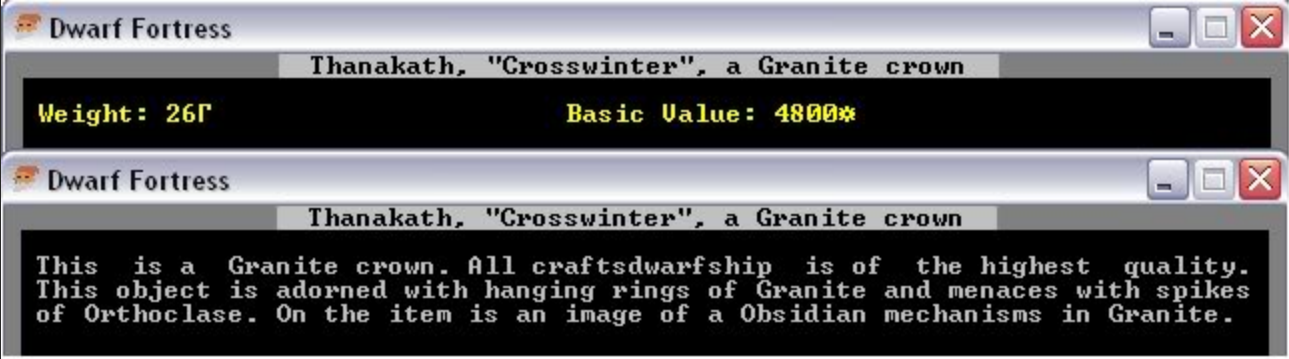 Dwarf Fortress
Thanakath, "Crosswinter", a Granite crown
Weight: 26Γ Basic Value: 4800☼
Dwarf Fortress
Thanakath, "Crosswinter", a Granite crown
This is a Granite crown. All craftsdwarfship is of the highest quality.
This object is adorned with hanging rings of Granite and menaces with spikes
of Orthoclase. On the item is an image of a Obsidian mechanisms in Granite.